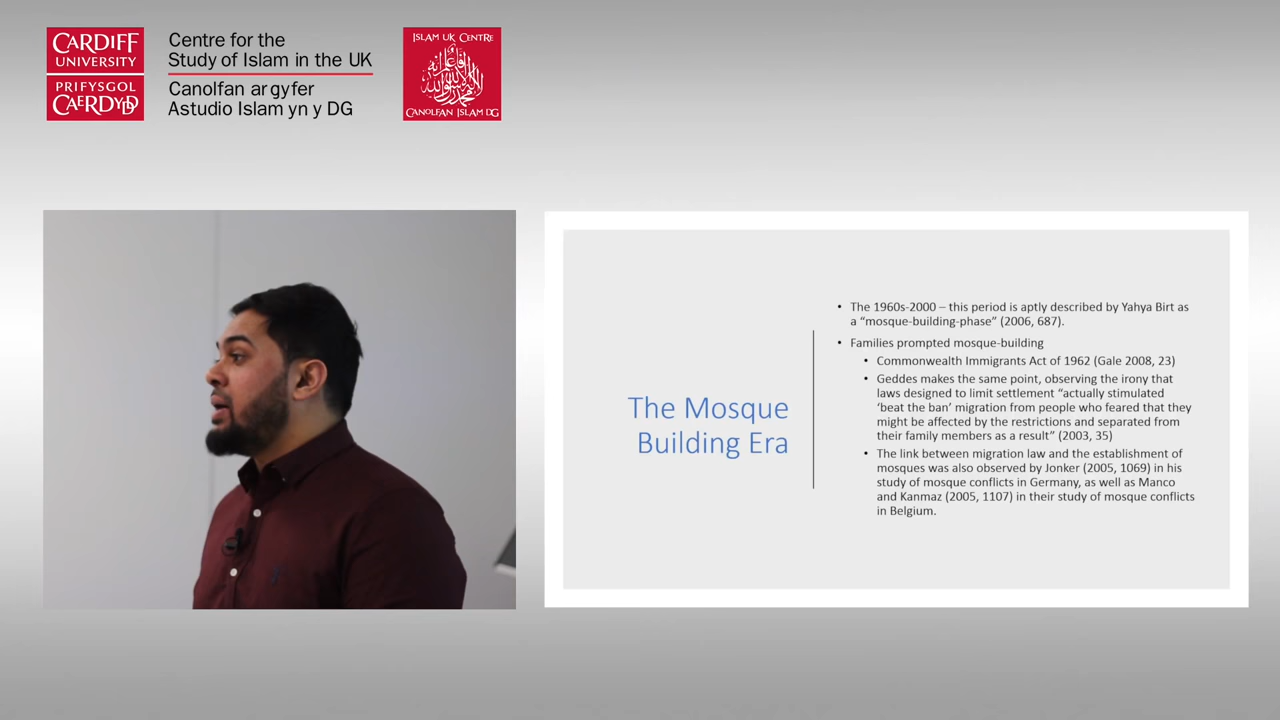 CARDIFF
UNIVERSITY
PRIFYSGOL
CAERDYDD
Centre for the
Study of Islam in the UK
Canolfan ar gyfer
Astudio Islam yn y DG
ISLAM UK CENTRE
CANOLFAN ISLAM DG
The Mosque
Building Era
• The 1960s-2000 – this period is aptly described by Yahya Birt as
a “mosque-building-phase” (2006, 687).
• Families prompted mosque-building
• Commonwealth Immigrants Act of 1962 (Gale 2008, 23)
• Geddes makes the same point, observing the irony that
laws designed to limit settlement “actually stimulated
‘beat the ban’ migration from people who feared that they
might be affected by the restrictions and separated from
their family members as a result” (2003, 35)
• The link between migration law and the establishment of
mosques was also observed by Jonker (2005, 1069) in his
study of mosque conflicts in Germany, as well as Manco
and Kanmaz (2005, 1107) in their study of mosque conflicts
in Belgium.